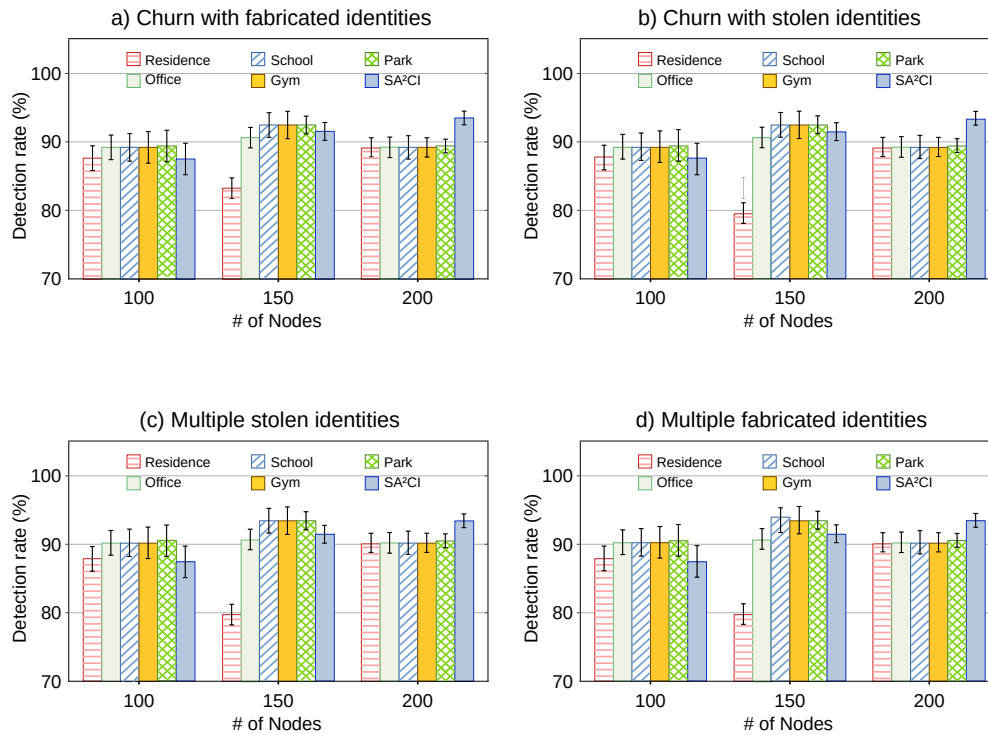 a) Churn with fabricated identities
Detection rate (%)
100
90
80
70
Residence
School
Park
Office
Gym
SA²CI
100
150
200
# of Nodes
b) Churn with stolen identities
Detection rate (%)
100
90
80
70
Residence
School
Park
Office
Gym
SA²CI
100
150
200
# of Nodes
(c) Multiple stolen identities
Detection rate (%)
100
90
80
70
Residence
School
Park
Office
Gym
SA²CI
100
150
200
# of Nodes
d) Multiple fabricated identities
Detection rate (%)
100
90
80
70
Residence
School
Park
Office
Gym
SA²CI
100
150
200
# of Nodes